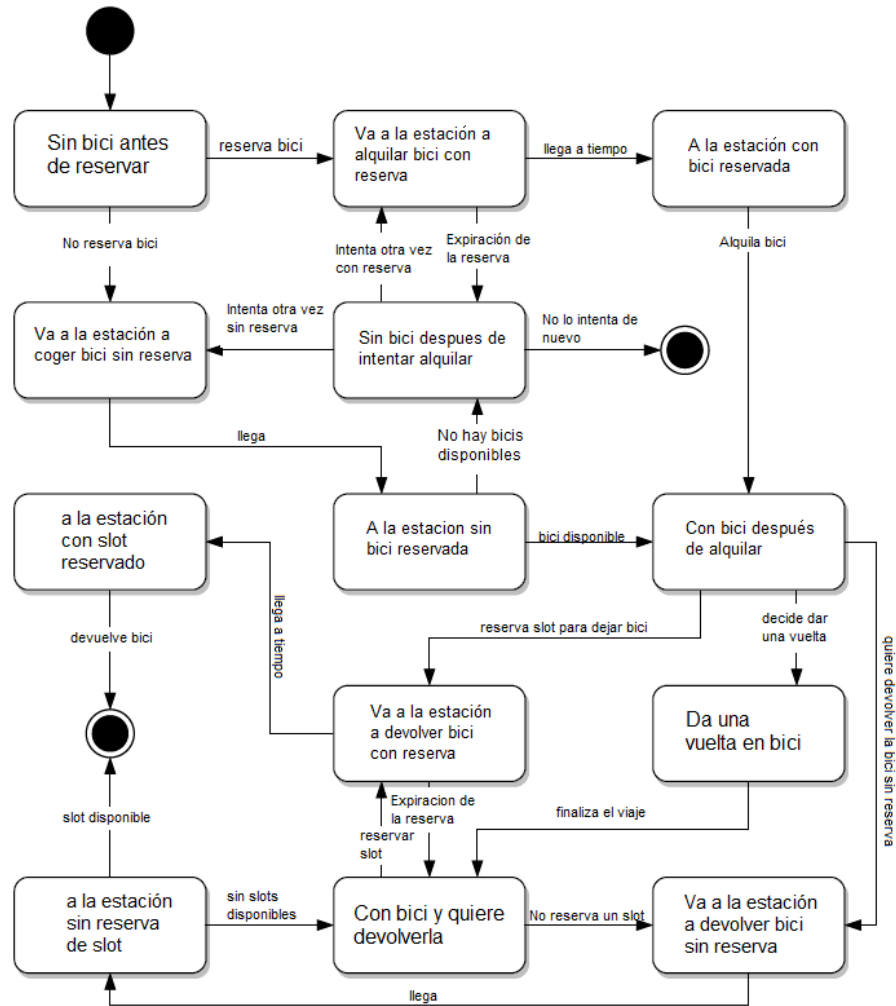 Sin bici antes
de reservar
reserva bici
Va a la estación a
alquilar bici con
reserva
llega a tiempo
A la estación con
bici reservada
No reserva bici
Intenta otra vez
con reserva
Expiración de
la reserva
Alquila bici
Va a la estación a
coger bici sin reserva
Intenta otra vez
sin reserva
Sin bici despues de
intentar alquilar
No lo intenta de
nuevo
llega
No hay bicis
disponibles
a la estación
con slot
reservado
A la estacion sin
bici reservada
bici disponible
Con bici después
de alquilar
devuelve bici
llega a tiempo
reserva slot para dejar bici
decide dar
una vuelta
quiere devolver la bici sin reserva
Va a la estación
a devolver bici
con reserva
Da una
vuelta en bici
slot disponible
Expiracion de
la reserva
reservar
slot
finaliza el viaje
a la estación
sin reserva
de slot
sin slots
disponibles
Con bici y quiere
devolverla
No reserva un slot
Va a la estación
a devolver bici
sin reserva
llega